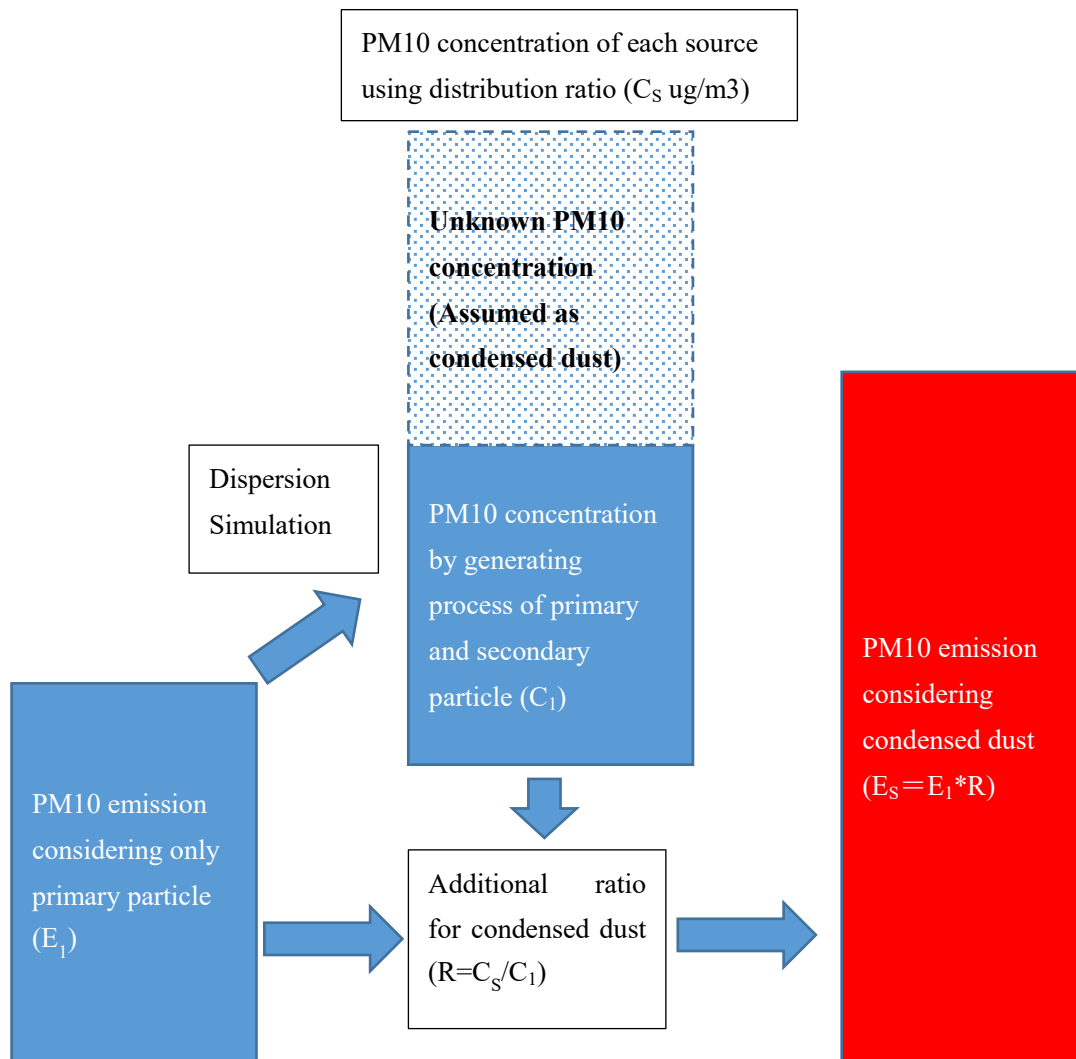 PM10 concentration of each source
using distribution ratio (CS ug/m3)
Unknown PM10
concentration
(Assumed as
condensed dust)
Dispersion
Simulation
PM10 concentration
by generating
process of primary
and secondary
particle (C1)
PM10 emission
considering only
primary particle
(E1)
Additional ratio
for condensed dust
(R=CS/C1)
PM10 emission
considering
condensed dust
(ES＝E1*R)